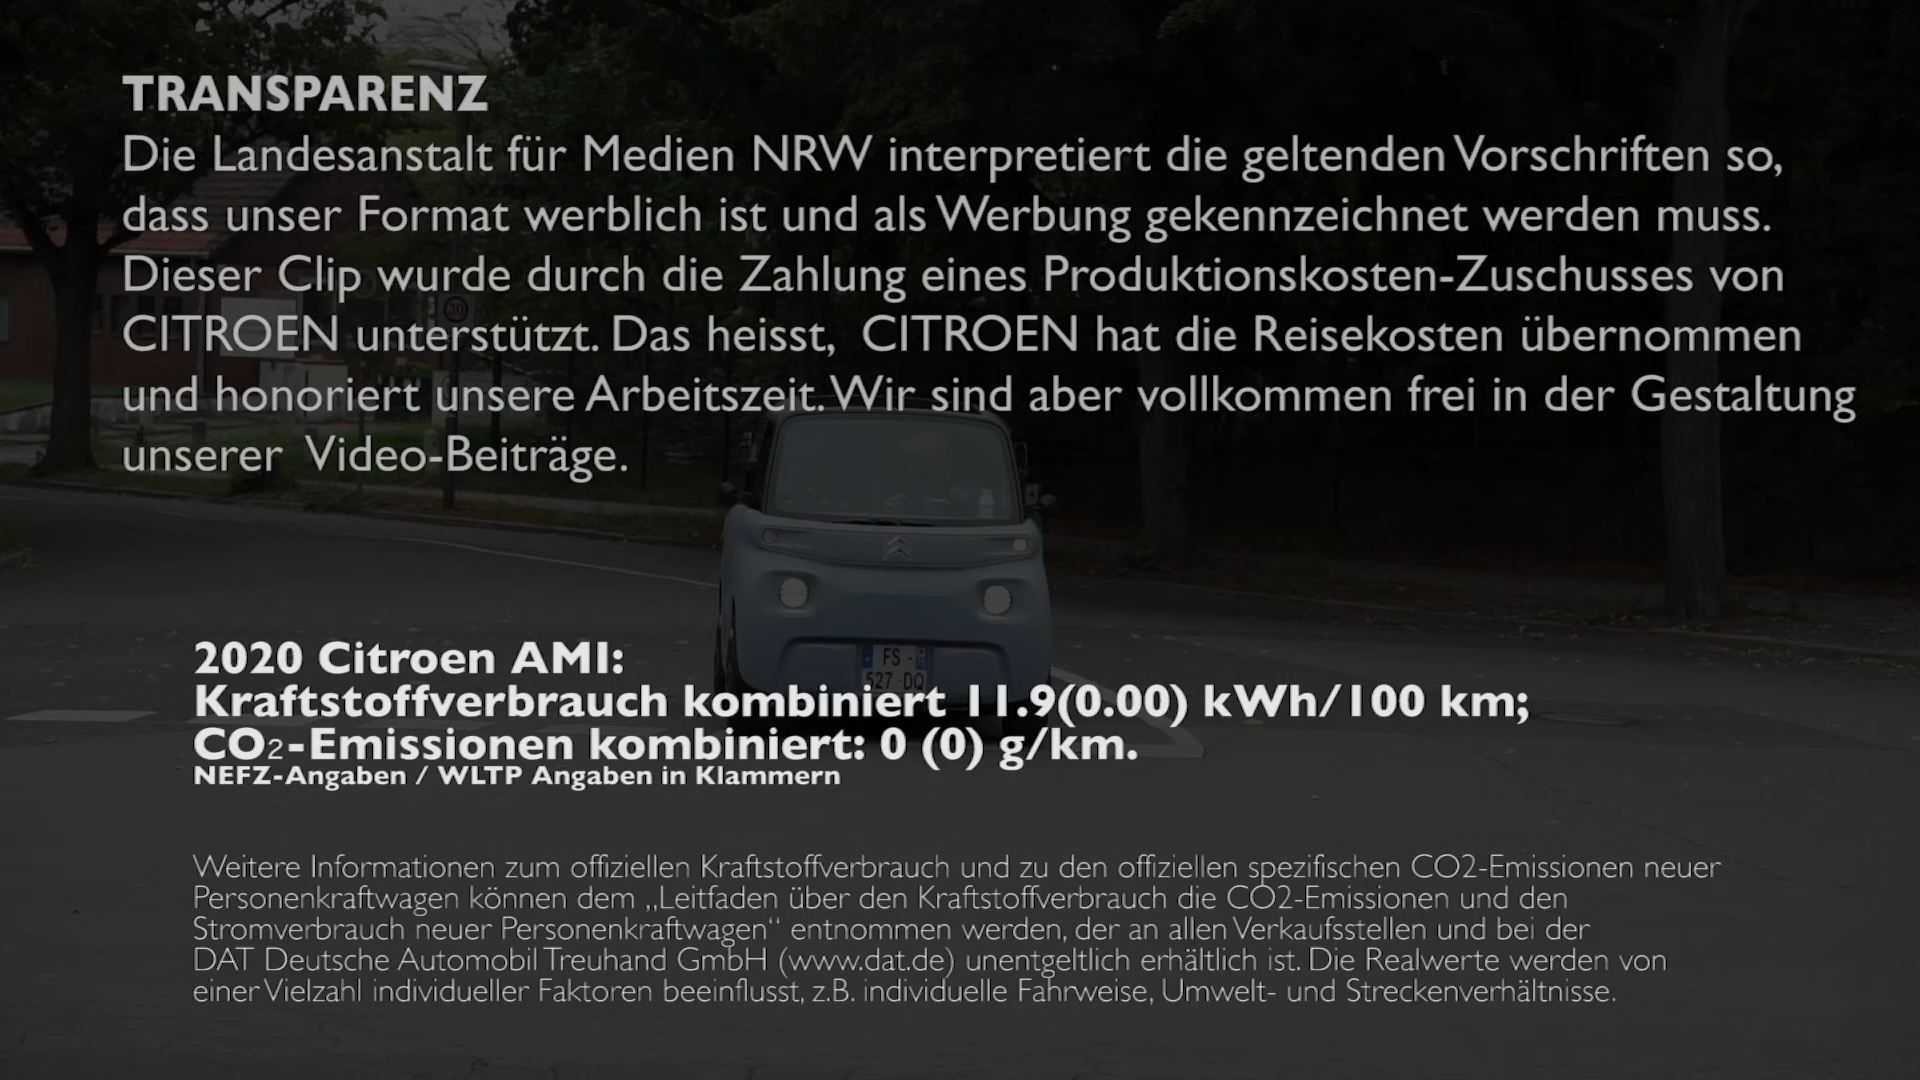 TRANSPARENZ
Die Landesanstalt für Medien NRW interpretiert die geltenden Vorschriften so,
dass unser Format werblich ist und als Werbung gekennzeichnet werden muss.
Dieser Clip wurde durch die Zahlung eines Produktionskosten-Zuschusses von
CITROEN unterstützt. Das heisst, CITROEN hat die Reisekosten übernommen
und honoriert unsere Arbeitszeit. Wir sind aber vollkommen frei in der Gestaltung
unserer Video-Beiträge.
FS -
527 DQ
2020 Citroen AMI:
Kraftstoffverbrauch kombiniert 11.9(0.00) kWh/100 km;
CO2-Emissionen kombiniert: 0 (0) g/km.
NEFZ-Angaben / WLTP Angaben in Klammern
Weitere Informationen zum offiziellen Kraftstoffverbrauch und zu den offiziellen spezifischen CO2-Emissionen neuer
Personenkraftwagen können dem „Leitfaden über den Kraftstoffverbrauch die CO2-Emissionen und den
Stromverbrauch neuer Personenkraftwagen“ entnommen werden, der an allen Verkaufsstellen und bei der
DAT Deutsche Automobil Treuhand GmbH (www.dat.de) unentgeltlich erhältlich ist. Die Realwerte werden von
einer Vielzahl individueller Faktoren beeinflusst, z.B. individuelle Fahrweise, Umwelt- und Streckenverhältnisse.